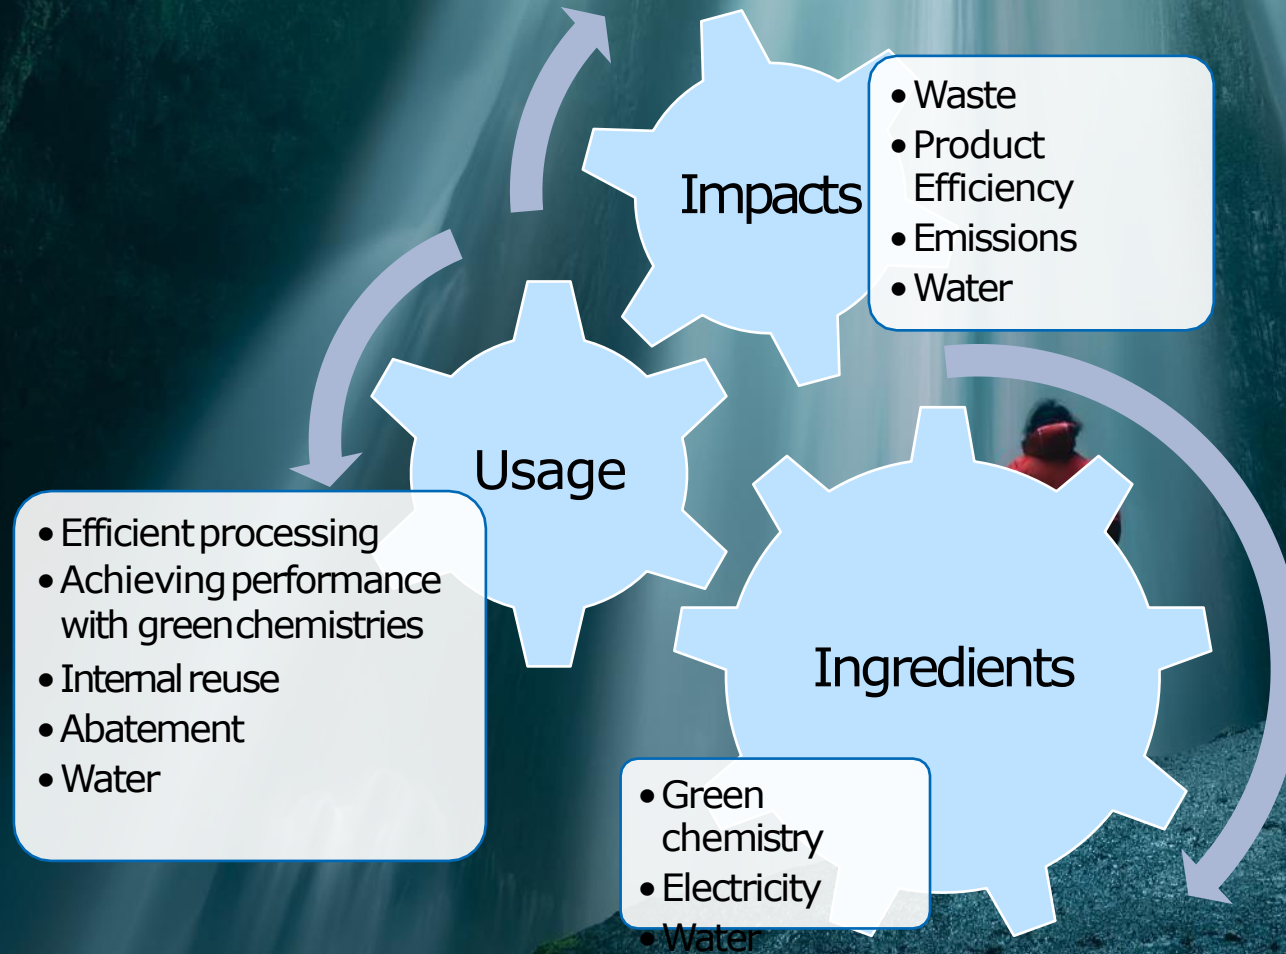 Impacts
• Waste
• Product
Efficiency
• Emissions
• Water
Usage
• Efficient processing
• Achieving performance
with green chemistries
• Internal reuse
• Abatement
• Water
Ingredients
• Green
chemistry
• Electricity
• Water